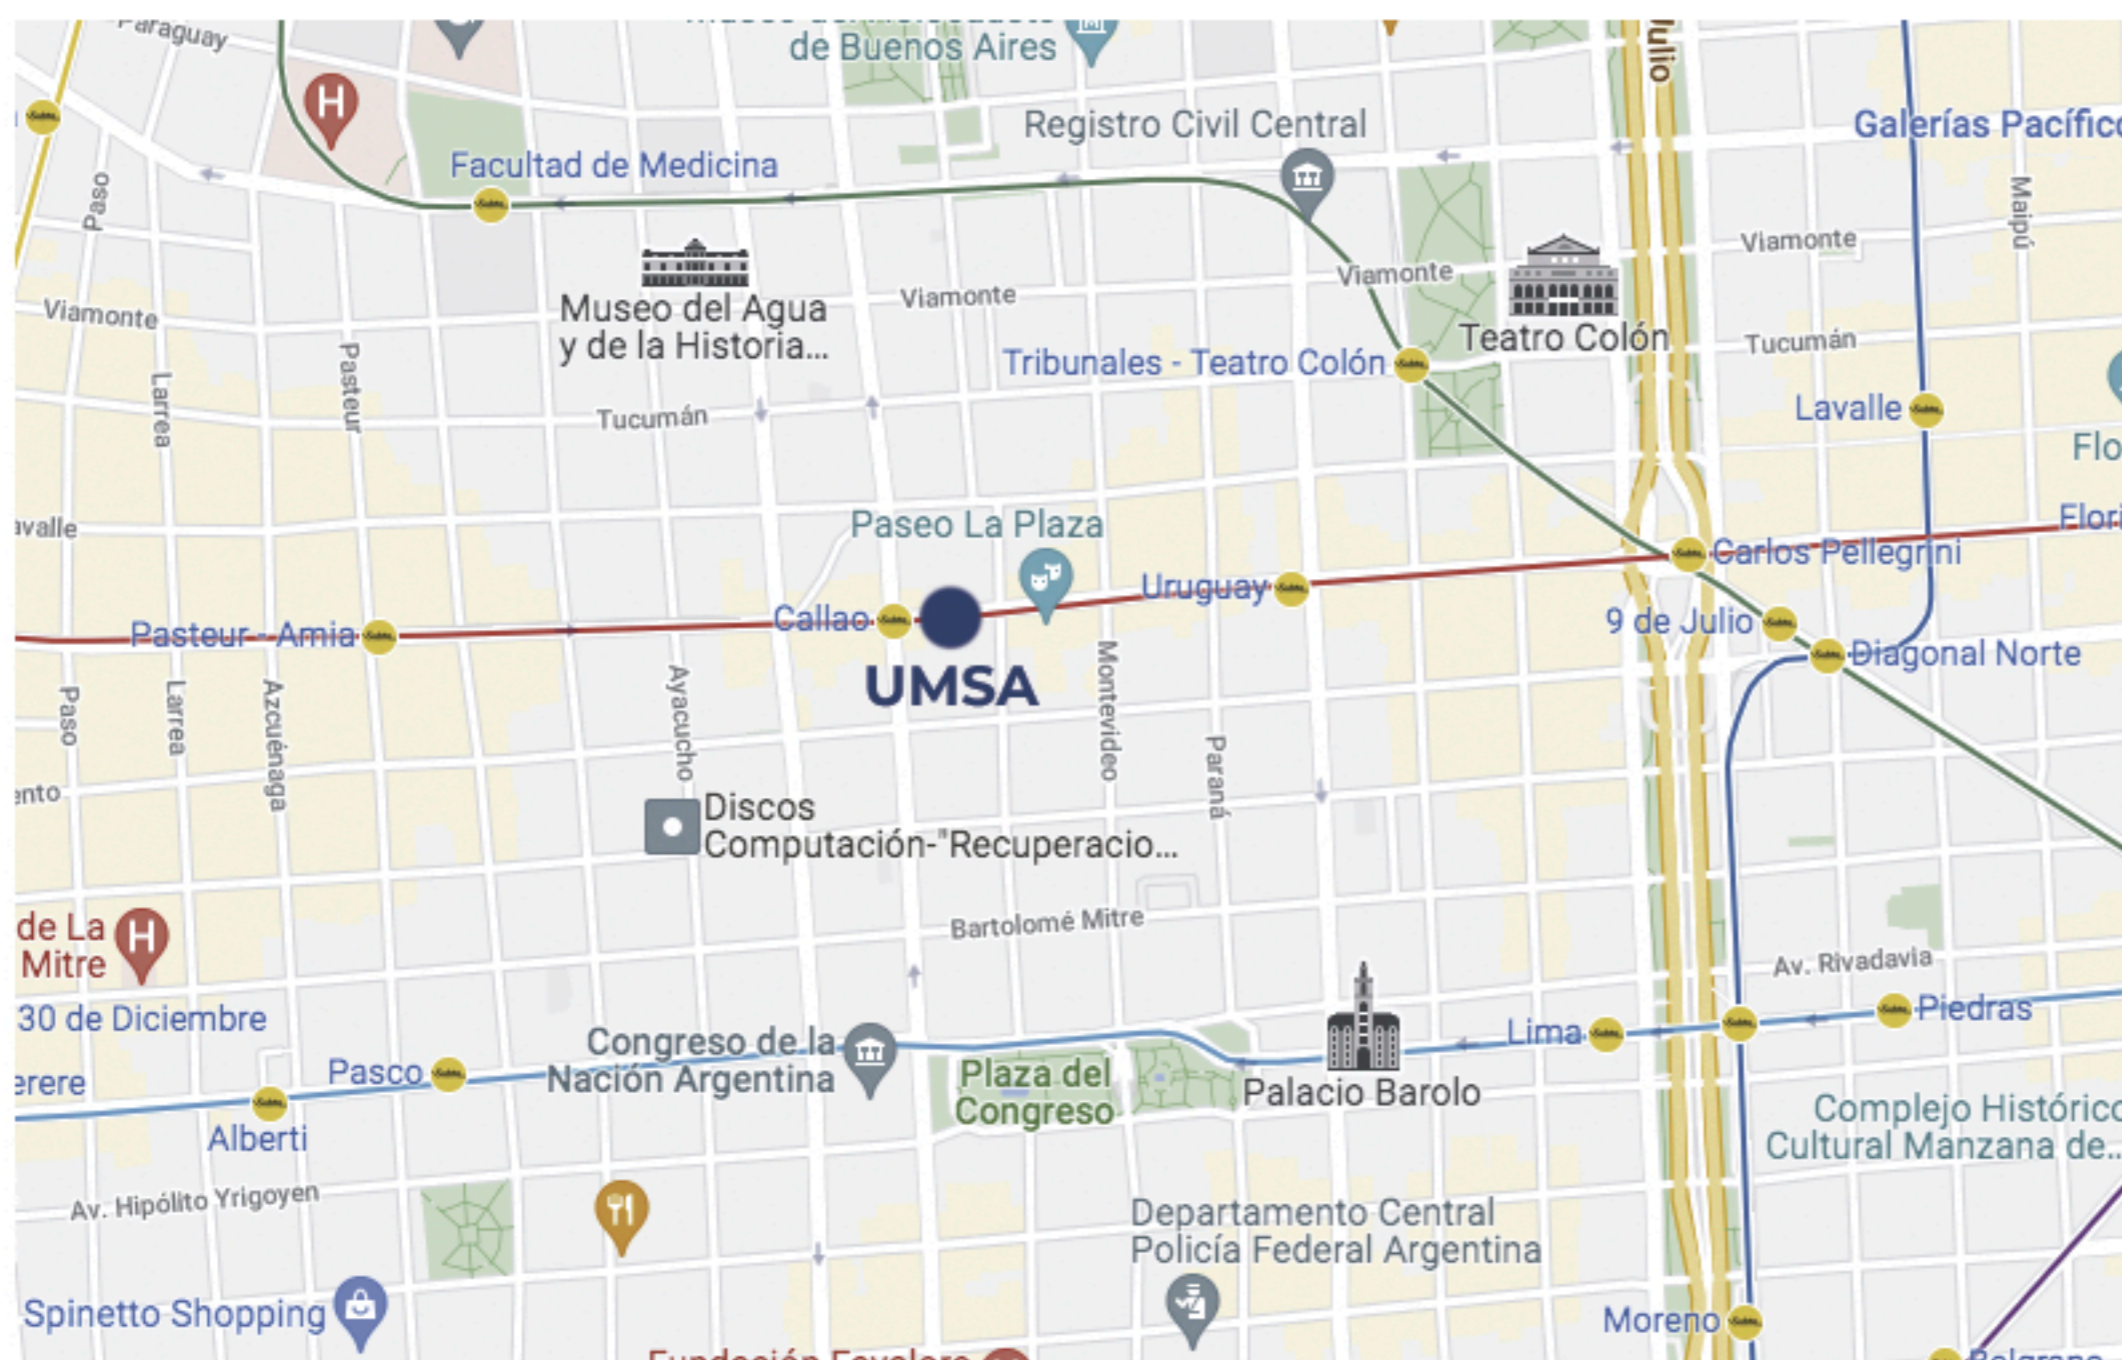 Paraguay
de Buenos Aires
Julio
Registro Civil Central
Galerías Pacífico
Facultad de Medicina
Paso
Maipú
Viamonte
Viamonte
Viamonte
Viamonte
Museo del Agua
y de la Historia...
Teatro Colón
Tucumán
Pasteur
Tribunales - Teatro Colón
Larrea
Lavalle
Tucumán
Flo
Paseo La Plaza
avalle
Flori
Carlos Pellegrini
Uruguay
Callao
9 de Julio
Pasteur - Amia
Diagonal Norte
UMSA
Montevideo
Ayacucho
Paso
Larrea
Azcuénaga
Paraná
ento
Discos
Computación-"Recuperacio...
Bartolomé Mitre
de La
Mitre
Av. Rivadavia
30 de Diciembre
Piedras
Lima
Congreso de la
Nación Argentina
Pasco
Plaza del
Congreso
Palacio Barolo
erere
Alberti
Complejo Histórico
Cultural Manzana de...
Av. Hipólito Yrigoyen
Departamento Central
Policía Federal Argentina
Spinetto Shopping
Moreno